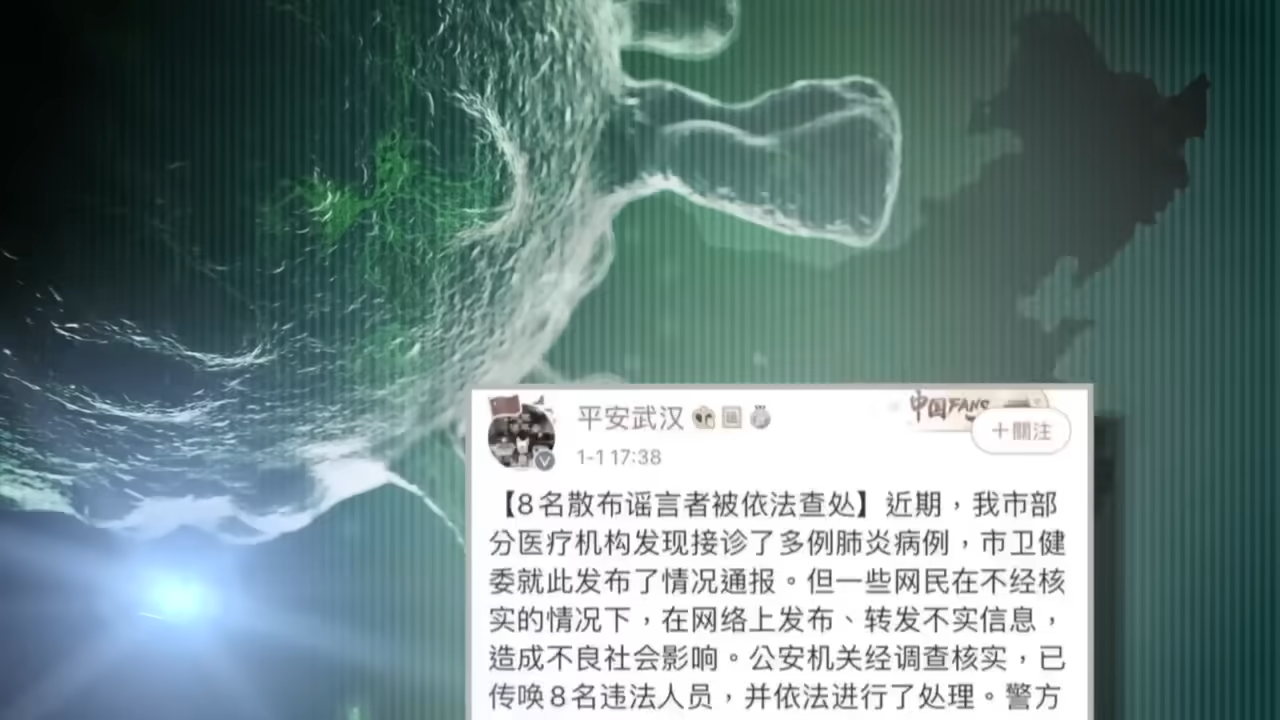 平安武汉
中国FANS
+關注
1-1 17:38
【8名散布谣言者被依法查处】近期，我市部
分医疗机构发现接诊了多例肺炎病例，市卫健
委就此发布了情况通报。但一些网民在不经核
实的情况下，在网络上发布、转发不实信息，
造成不良社会影响。公安机关经调查核实，已
传唤8名违法人员，并依法进行了处理。警方